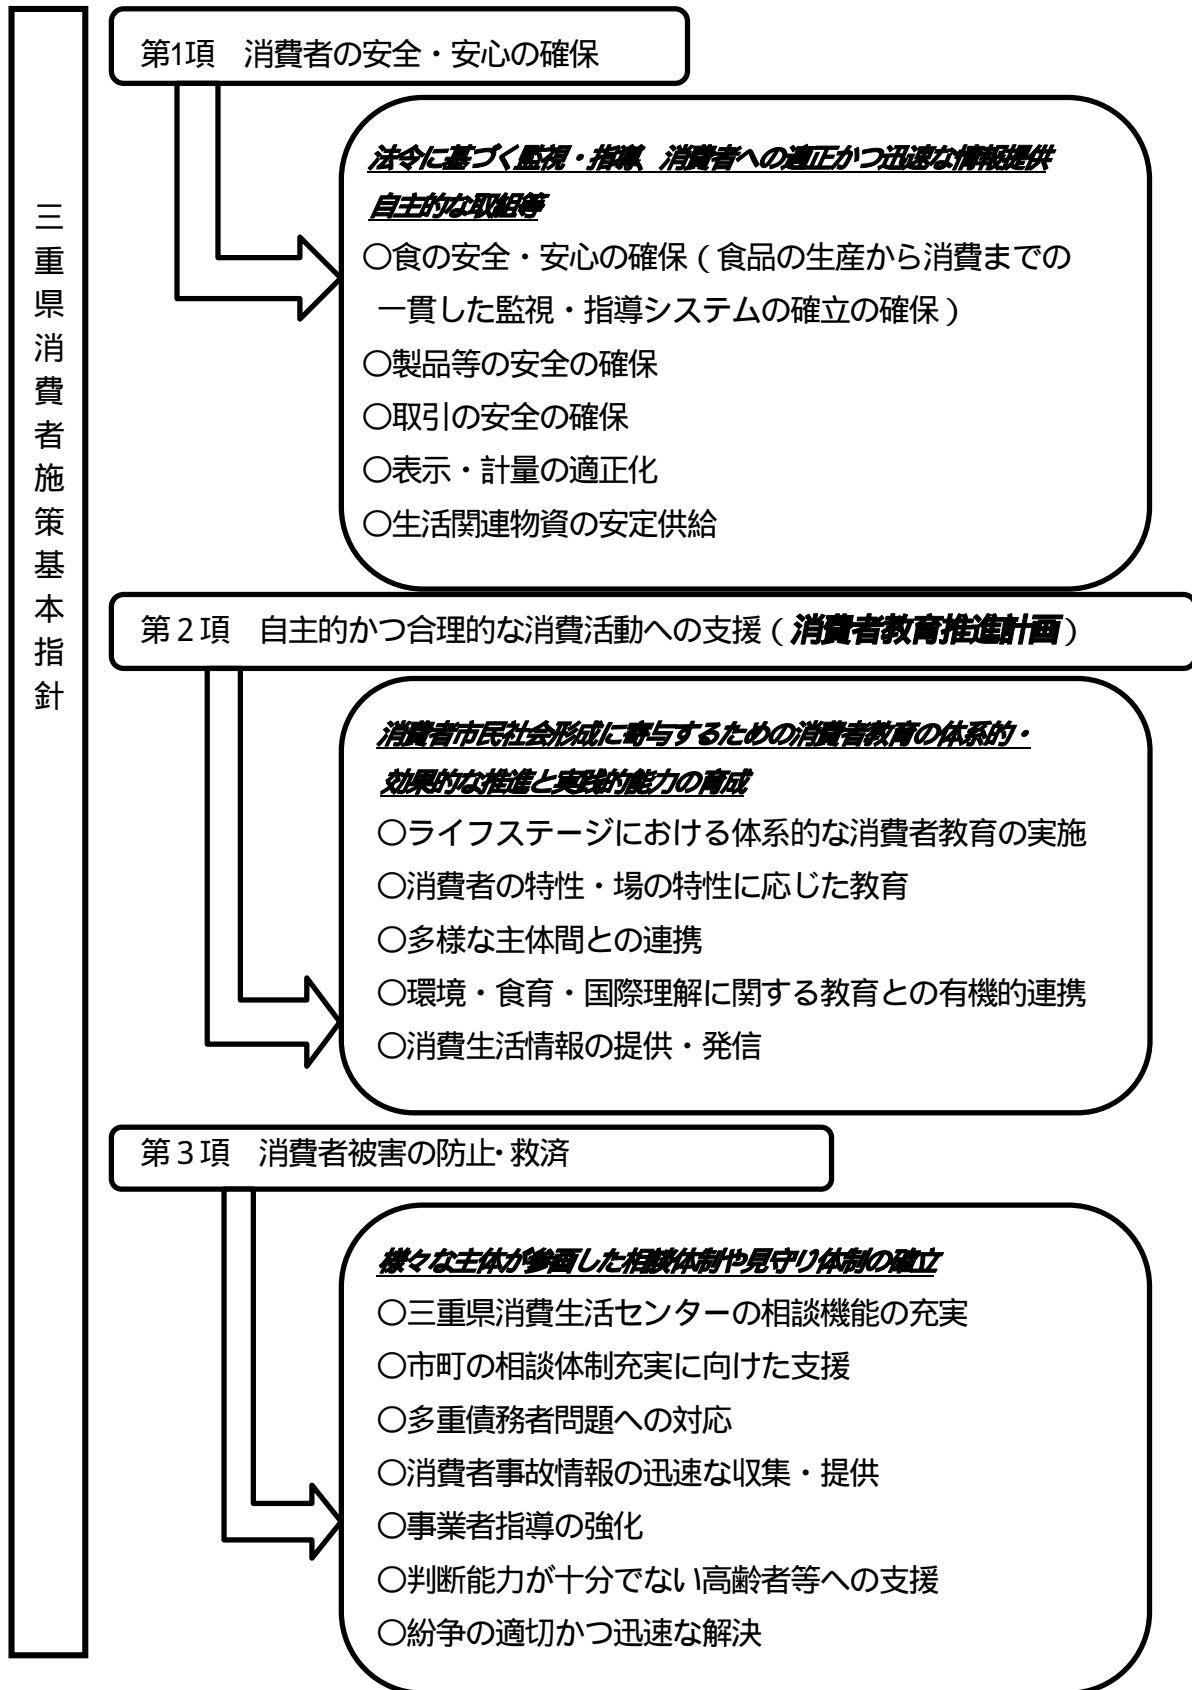 三重県消費者施策基本指針
第1項　消費者の安全・安心の確保
法令に基づく監視・指導、消費者への適正かつ迅速な情報提供
自主的な取組等
○食の安全・安心の確保（食品の生産から消費までの
一貫した監視・指導システムの確立の確保）
○製品等の安全の確保
○取引の安全の確保
○表示・計量の適正化
○生活関連物資の安定供給
第２項　自主的かつ合理的な消費活動への支援（消費者教育推進計画）
消費者市民社会形成に寄与するための消費者教育の体系的・
効果的な推進と実践的能力の育成
○ライフステージにおける体系的な消費者教育の実施
○消費者の特性・場の特性に応じた教育
○多様な主体間との連携
○環境・食育・国際理解に関する教育との有機的連携
○消費生活情報の提供・発信
第３項　消費者被害の防止・救済
様々な主体が参画した相談体制や見守り体制の確立
○三重県消費生活センターの相談機能の充実
○市町の相談体制充実に向けた支援
○多重債務者問題への対応
○消費者事故情報の迅速な収集・提供
○事業者指導の強化
○判断能力が十分でない高齢者等への支援
○紛争の適切かつ迅速な解決